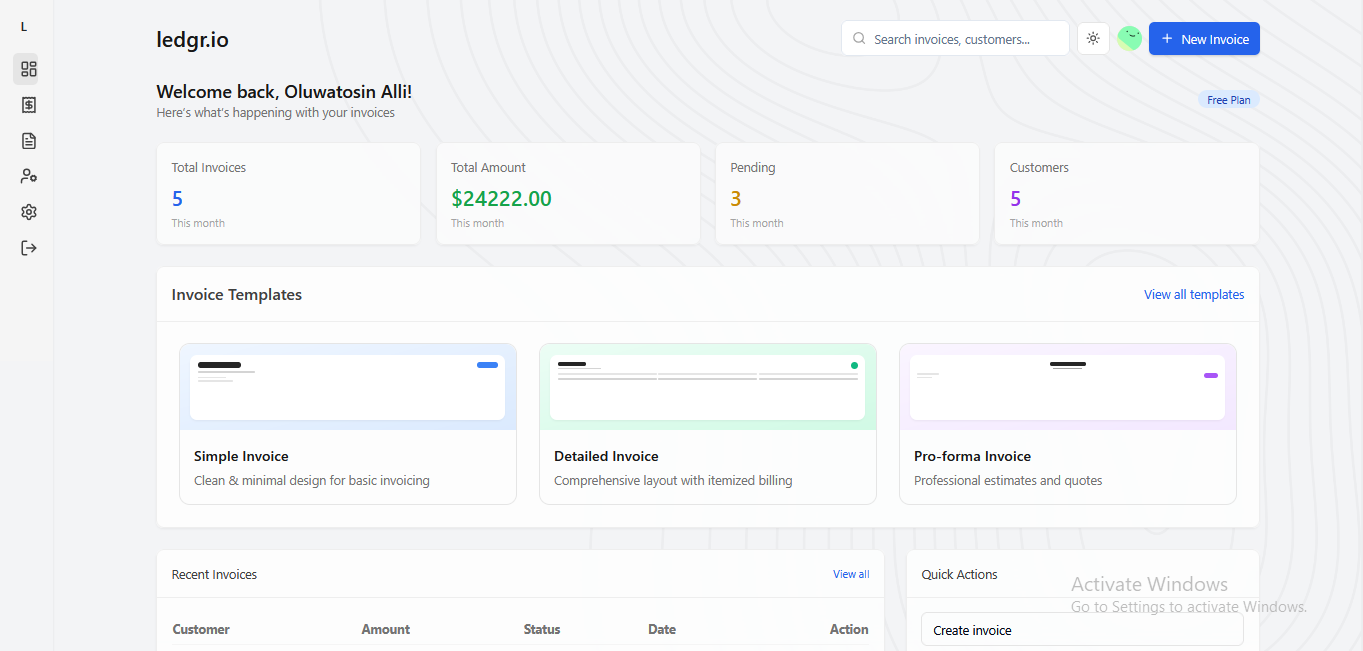 L
ledgr.io
Search invoices, customers...
New Invoice
Welcome back, Oluwatosin Alli!
Here's what's happening with your invoices
Free Plan
Total Invoices
5
This month
Total Amount
$24222.00
This month
Pending
3
This month
Customers
5
This month
Invoice Templates
View all templates
Simple Invoice
Clean & minimal design for basic invoicing
Detailed Invoice
Comprehensive layout with itemized billing
Pro-forma Invoice
Professional estimates and quotes
Recent Invoices
View all
Customer Amount Status Date Action
Quick Actions
Create invoice
Activate Windows
Go to Settings to activate Windows.